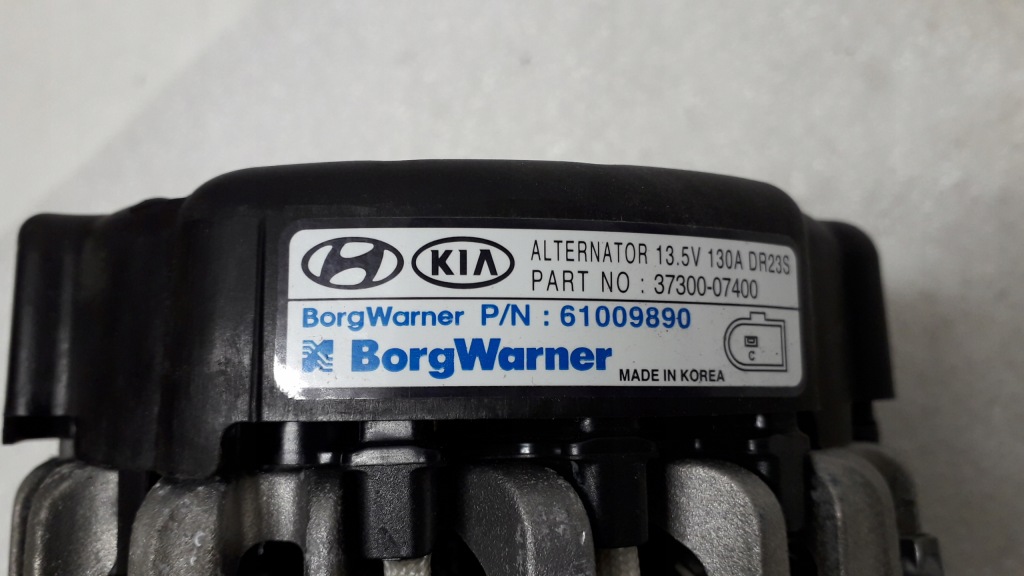 KIA ALTERNATOR 13.5V 130A DR23S
PART NO : 37300-07400
BorgWarner P/N : 61009890
BorgWarner
MADE IN KOREA
C